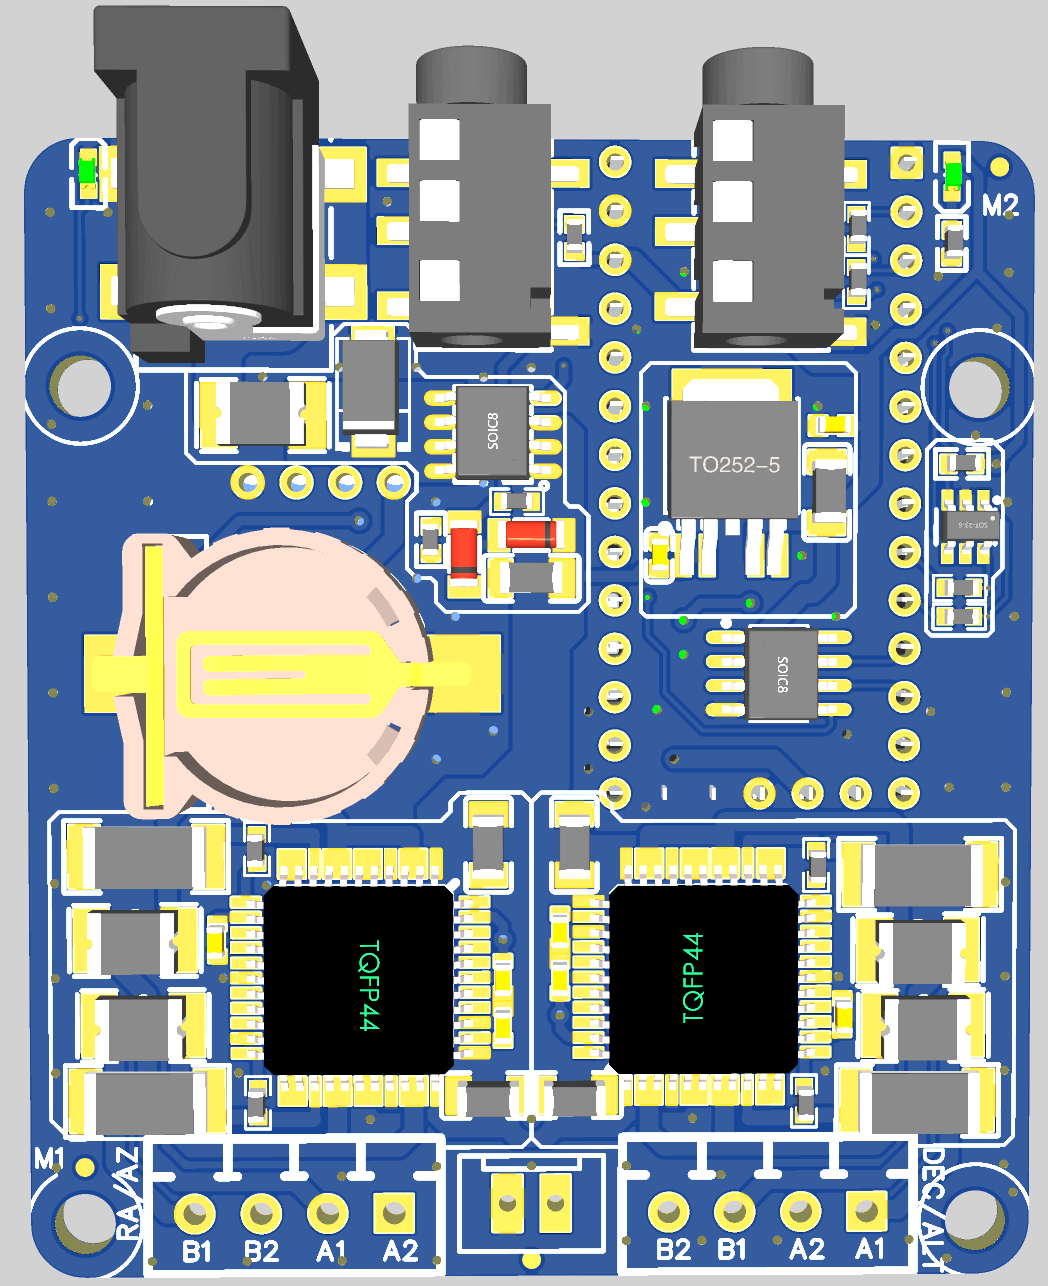 M2
SOIC8
TO252-5
SOT-23-6
SOIC8
TQFP44
TQFP44
M1
RA/AZ
DEC/ALT
B1 B2 A1 A2
B2 B1 A2 A1